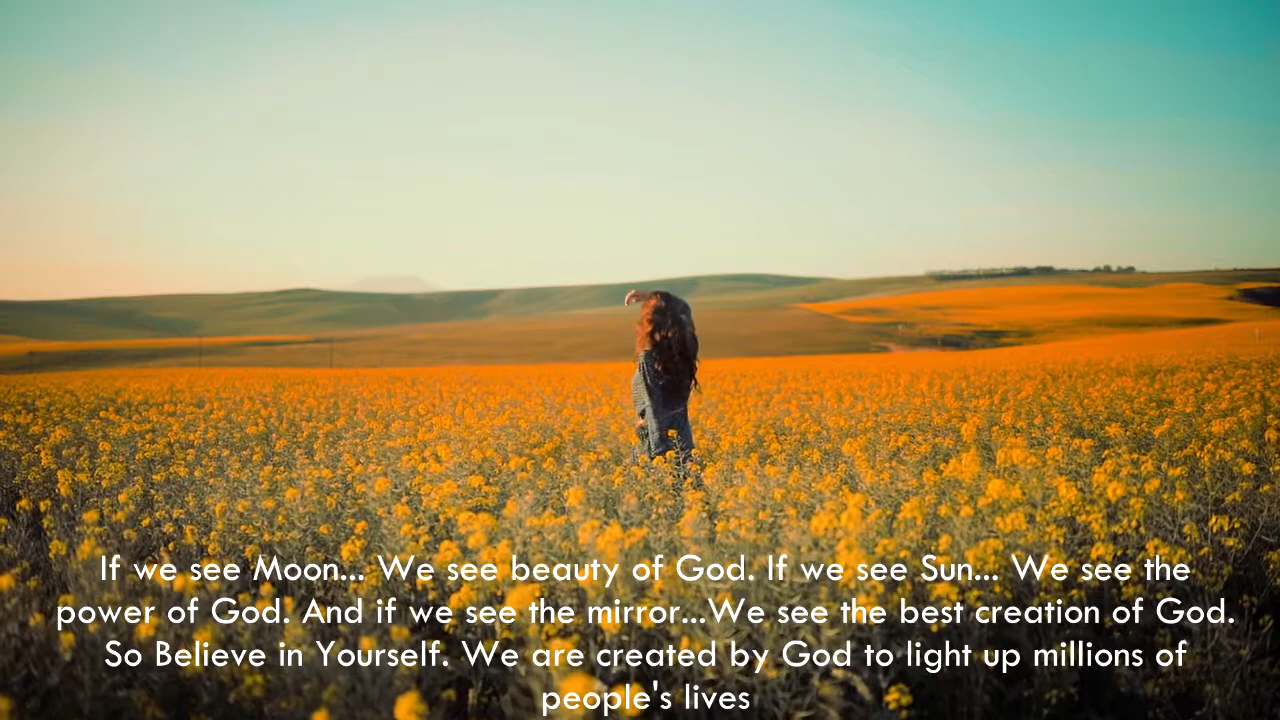 If we see Moon... We see beauty of God. If we see Sun... We see the
power of God. And if we see the mirror...We see the best creation of God.
So Believe in Yourself. We are created by God to light up millions of
people's lives